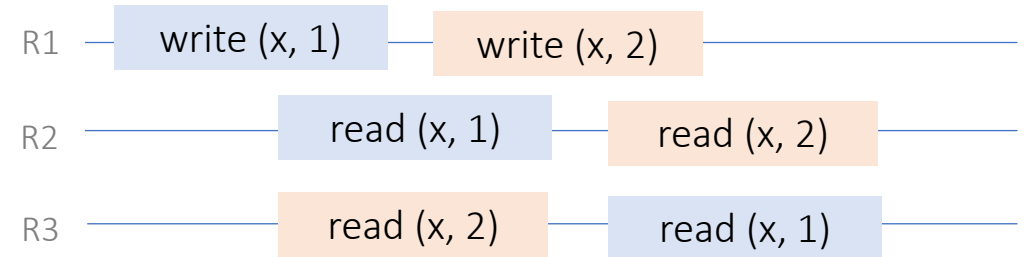 R1 write (x, 1) write (x, 2)
R2 read (x, 1) read (x, 2)
R3 read (x, 2) read (x, 1)